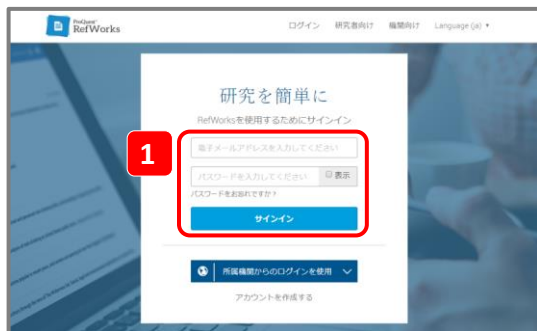 ProQuest
RefWorks
ログイン 研究者向け 機関向け Language (ja) ▼
研究を簡単に
RefWorksを使用するためにサインイン
1
電子メールアドレスを入力してください
パスワードを入力してください 表示
パスワードをお忘れですか?
サインイン
所属機関からのログインを使用
アカウントを作成する